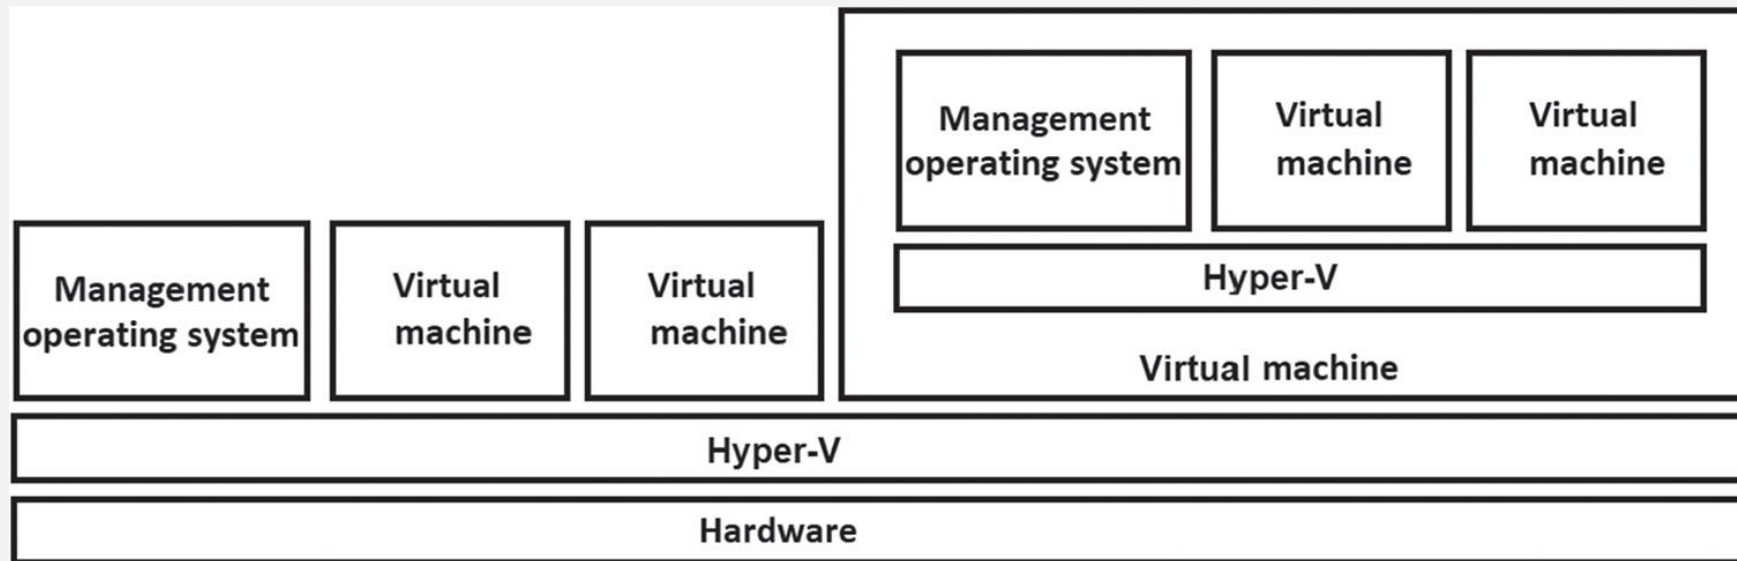 Management
operating system
Virtual
machine
Virtual
machine
Hyper-V
Virtual machine
Management
operating system
Virtual
machine
Virtual
machine
Hyper-V
Hardware